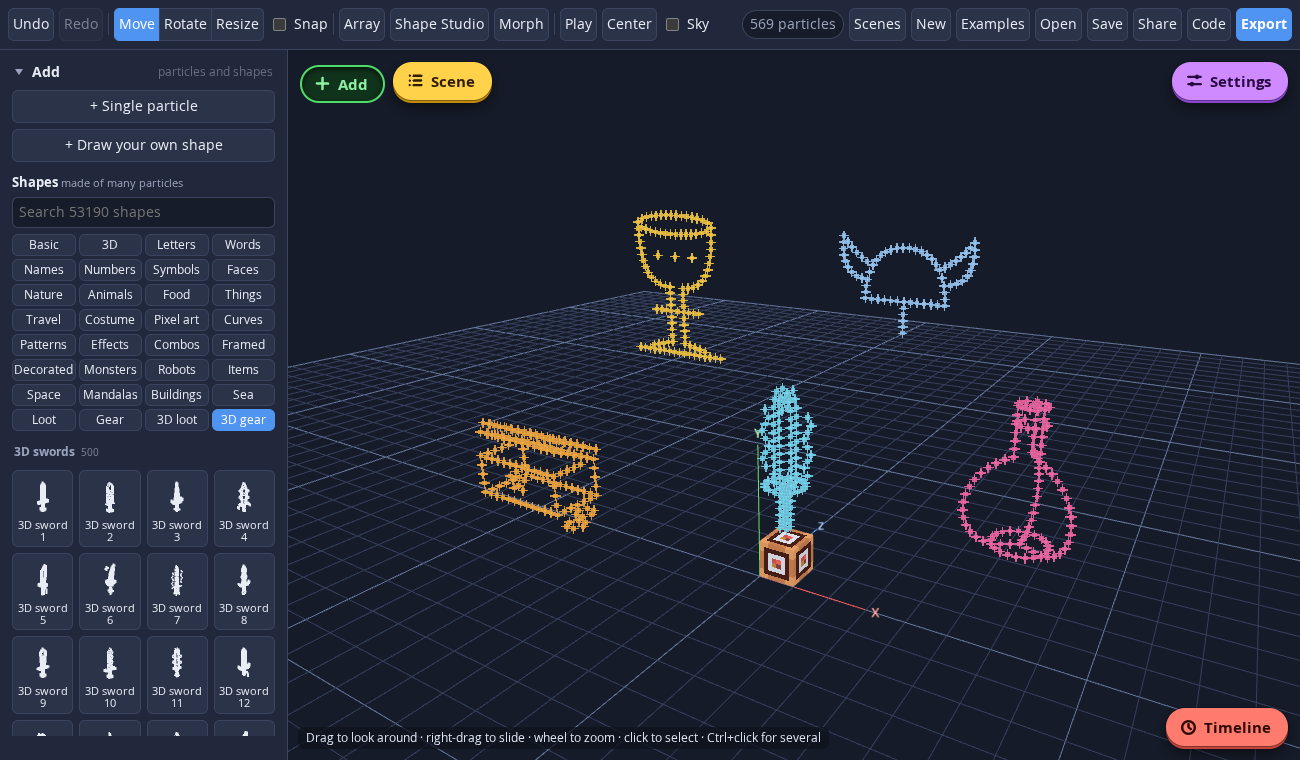 Undo Redo Move Rotate Resize Snap Array Shape Studio Morph Play Center Sky 569 particles Scenes New Examples Open Save Share Code Export
Add particles and shapes
+ Single particle
+ Draw your own shape
Shapes made of many particles
Search 53190 shapes
Basic 3D Letters Words
Names Numbers Symbols Faces
Nature Animals Food Things
Travel Costume Pixel art Curves
Patterns Effects Combos Framed
Decorated Monsters Robots Items
Space Mandalas Buildings Sea
Loot Gear 3D loot 3D gear
3D swords 500
3D sword 1 3D sword 2 3D sword 3 3D sword 4
3D sword 5 3D sword 6 3D sword 7 3D sword 8
3D sword 9 3D sword 10 3D sword 11 3D sword 12
+ Add
Scene
Settings
Y
Z
X
Drag to look around · right-drag to slide · wheel to zoom · click to select · Ctrl+click for several
Timeline